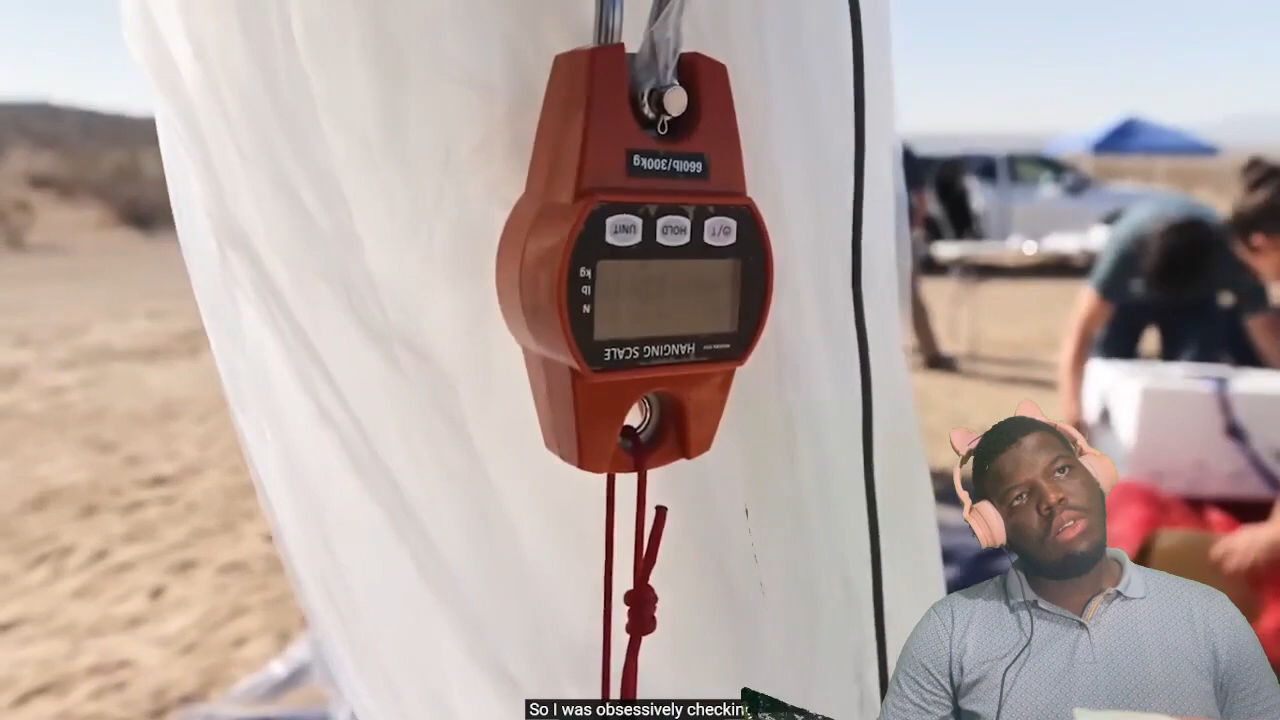 660lb/300kg
⏻/T HOLD UNIT
kg
lb
N
HANGING SCALE
So I was obsessively checkin